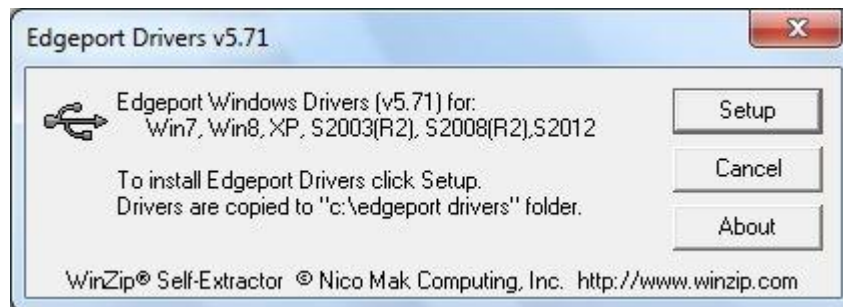 Edgeport Drivers v5.71
Edgeport Windows Drivers (v5.71) for:
Win7, Win8, XP, S2003(R2), S2008(R2),S2012
To install Edgeport Drivers click Setup.
Drivers are copied to "c:\edgeport drivers" folder.
Setup
Cancel
About
WinZip® Self-Extractor © Nico Mak Computing, Inc. http://www.winzip.com